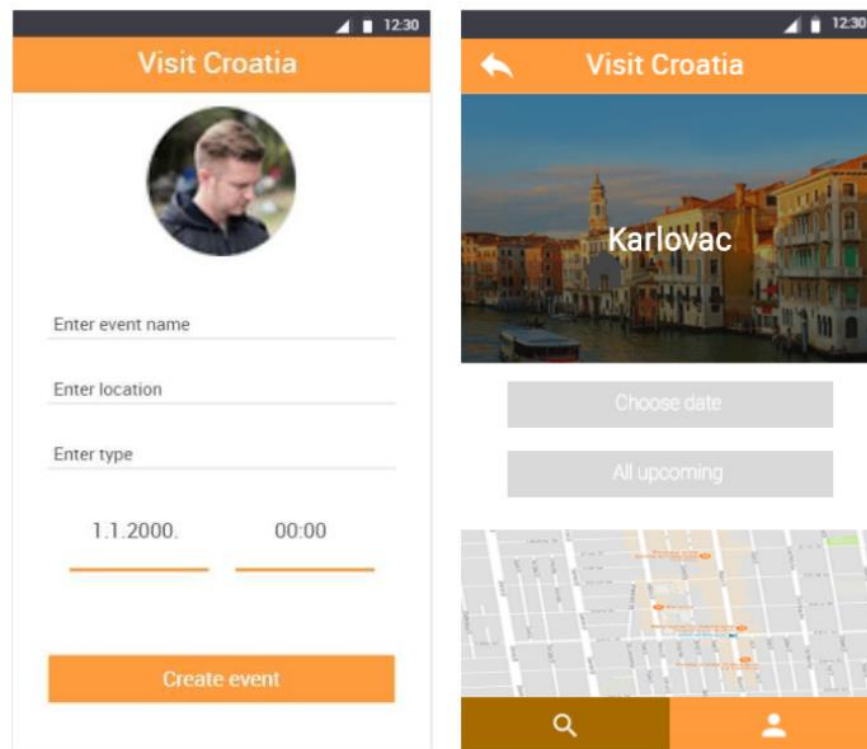 12:30
Visit Croatia
Enter event name
Enter location
Enter type
1.1.2000. 00:00
Create event
12:30
Visit Croatia
Karlovac
Choose date
All upcoming